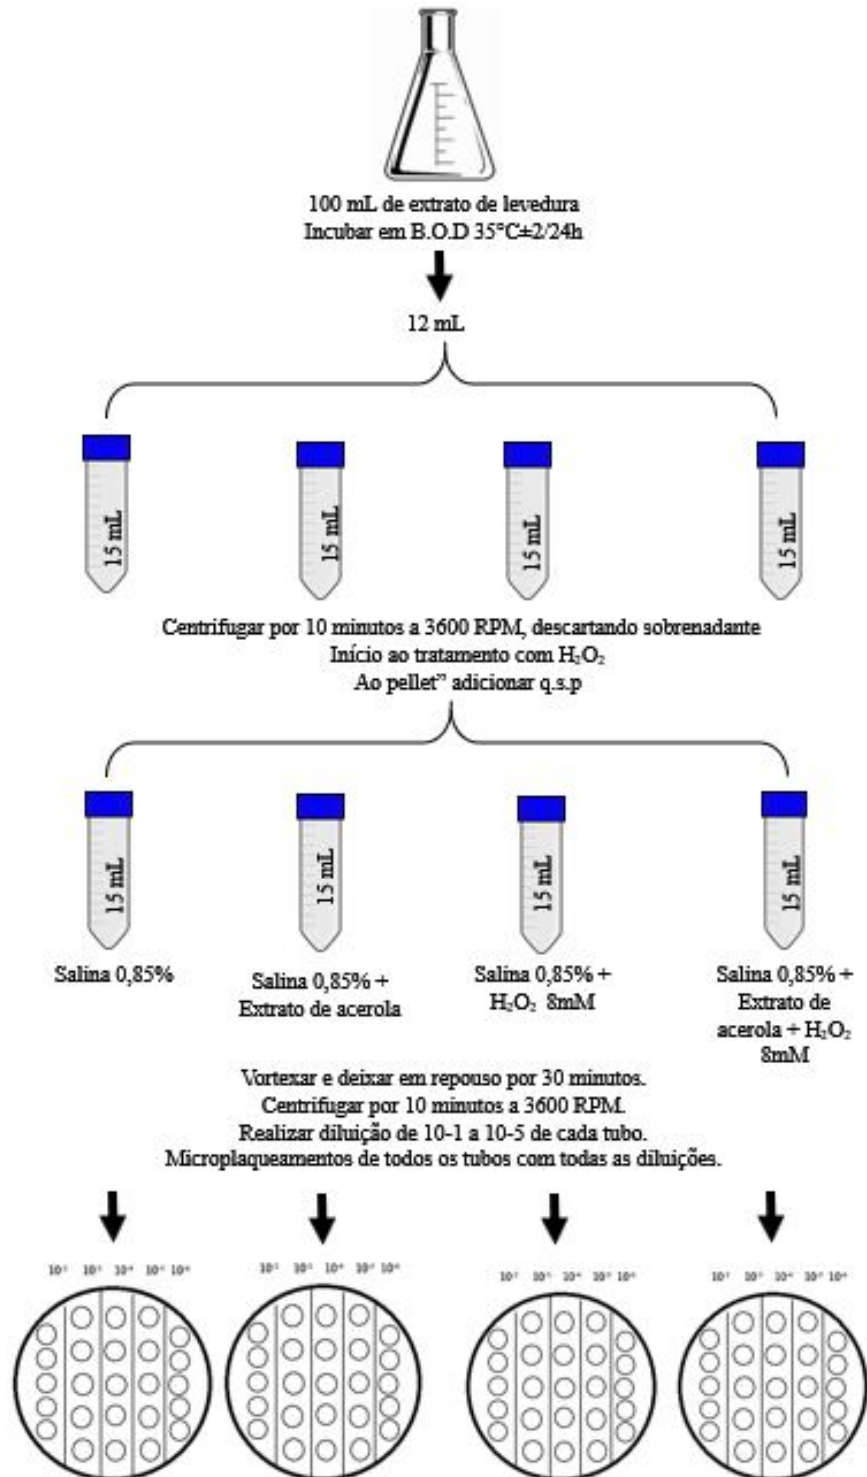 100 mL de extrato de levedura
Incubar em B.O.D 35°C±2/24h
12 mL
15 mL
15 mL
15 mL
15 mL
Centrifugar por 10 minutos a 3600 RPM, descartando sobrenadante
Início ao tratamento com H₂O₂
Ao pellet” adicionar q.s.p
15 mL
15 mL
15 mL
15 mL
Salina 0,85%
Salina 0,85% +
Extrato de acerola
Salina 0,85% +
H₂O₂ 8mM
Salina 0,85% +
Extrato de
acerola + H₂O₂
8mM
Vortexar e deixar em repouso por 30 minutos.
Centrifugar por 10 minutos a 3600 RPM.
Realizar diluição de 10-1 a 10-5 de cada tubo.
Microplaqueamentos de todos os tubos com todas as diluições.